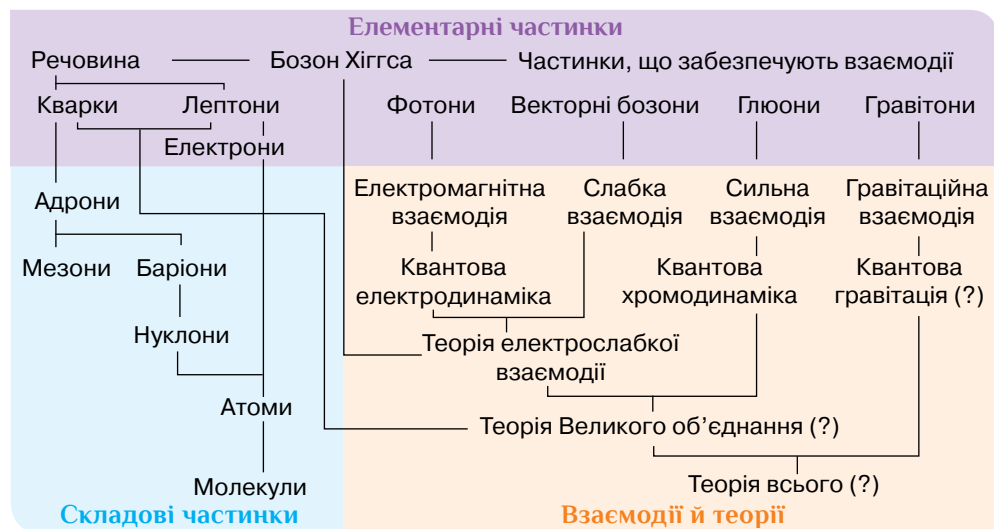 Елементарні частинки
Речовина Бозон Хіггса Частинки, що забезпечують взаємодії
Кварки Лептони Фотони Векторні бозони Глюони Гравітони
Електрони
Адрони
Мезони Баріони
Нуклони
Атоми
Молекули
Складові частинки
Електромагнітна
взаємодія
Слабка
взаємодія
Сильна
взаємодія
Гравітаційна
взаємодія
Квантова
електродинаміка
Квантова
хромодинаміка
Квантова
гравітація (?)
Теорія електрослабкої
взаємодії
Теорія Великого об’єднання (?)
Теорія всього (?)
Взаємодії й теорії